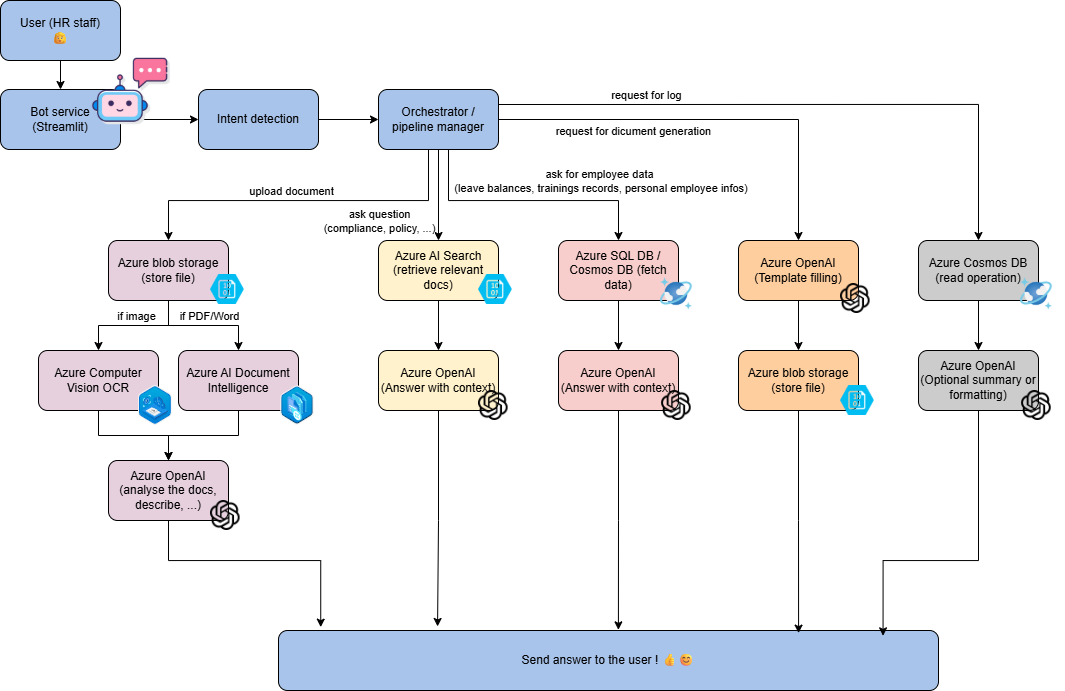 User (HR staff)
Bot service
(Streamlit)
Intent detection
Orchestrator /
pipeline manager
request for log
request for dicument generation
ask for employee data
(leave balances, trainings records, personal employee infos)
upload document
ask question
(compliance, policy, ...)
Azure blob storage
(store file)
Azure AI Search
(retrieve relevant
docs)
Azure SQL DB /
Cosmos DB (fetch
data)
Azure OpenAI
(Template filling)
Azure Cosmos DB
(read operation)
if image
if PDF/Word
Azure Computer
Vision OCR
Azure AI Document
Intelligence
Azure OpenAI
(Answer with context)
Azure OpenAI
(Answer with context)
Azure blob storage
(store file)
Azure OpenAI
(Optional summary or
formatting)
Azure OpenAI
(analyse the docs,
describe, ...)
Send answer to the user ! 👍 😊